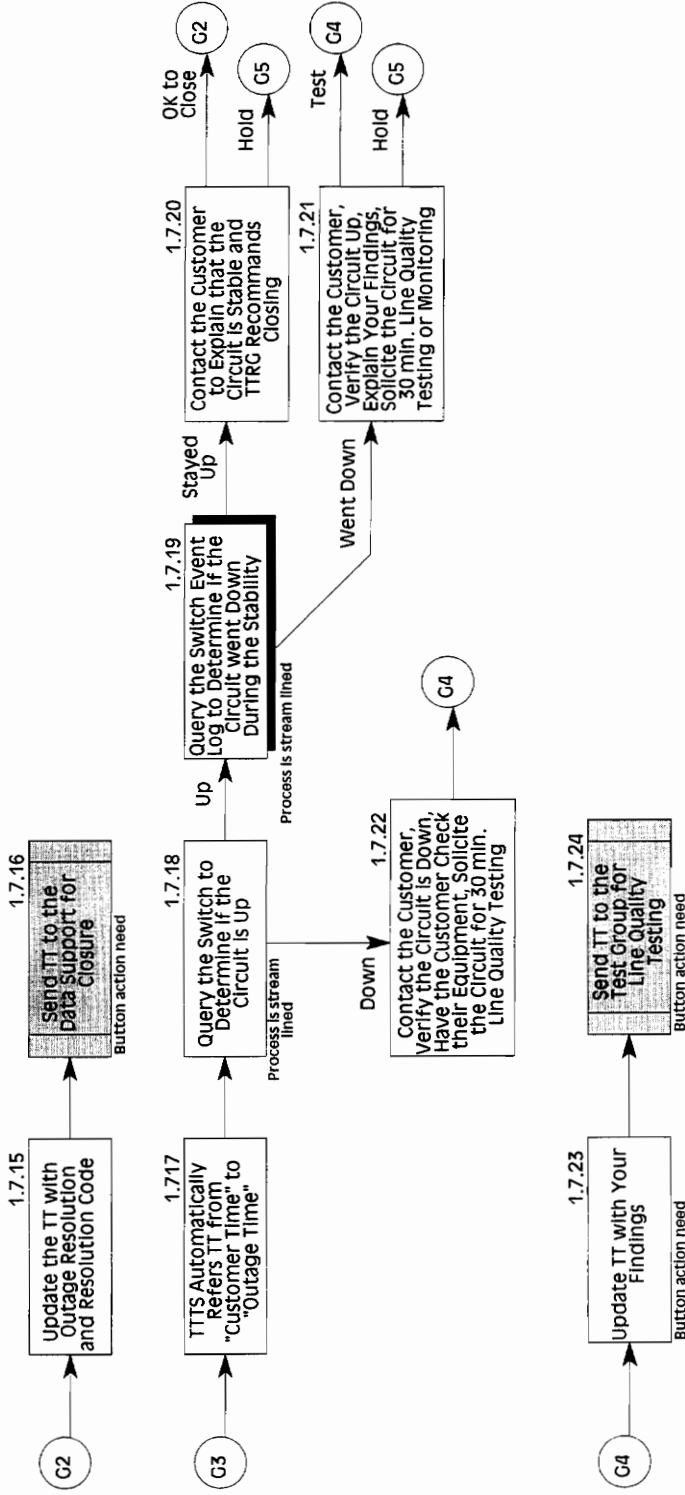 G2
1.7.15
Update the TT with
Outage Resolution
and Resolution Code
1.7.16
Send TT to the
Data Support for
Closure
Button action need
G3
1.717
TTTS Automatically
Refers TT from
"Customer Time" to
"Outage Time"
1.7.18
Query the Switch to
Determine if the
Circuit is Up
Process is stream
lined
Up
Down
1.7.19
Query the Switch Event
Log to Determine if the
Circuit went Down
During the Stability
Process is stream lined
Stayed
Up
Went Down
1.7.20
Contact the Customer
to Explain that the
Circuit is Stable and
TTRG Recommands
Closing
OK to
Close
G2
Hold
G5
1.7.21
Contact the Customer,
Verify the Circuit Up,
Explain Your Findings,
Solicite the Circuit for
30 min. Line Quality
Testing or Monitoring
Test
G4
Hold
G5
1.7.22
Contact the Customer,
Verify the Circuit is Down,
Have the Customer Check
their Equipment, Solicite
the Circuit for 30 min.
Line Quality Testing
G4
G4
1.7.23
Update TT with Your
Findings
Button action need
1.7.24
Send TT to the
Test Group for
Line Quality
Testing
Button action need